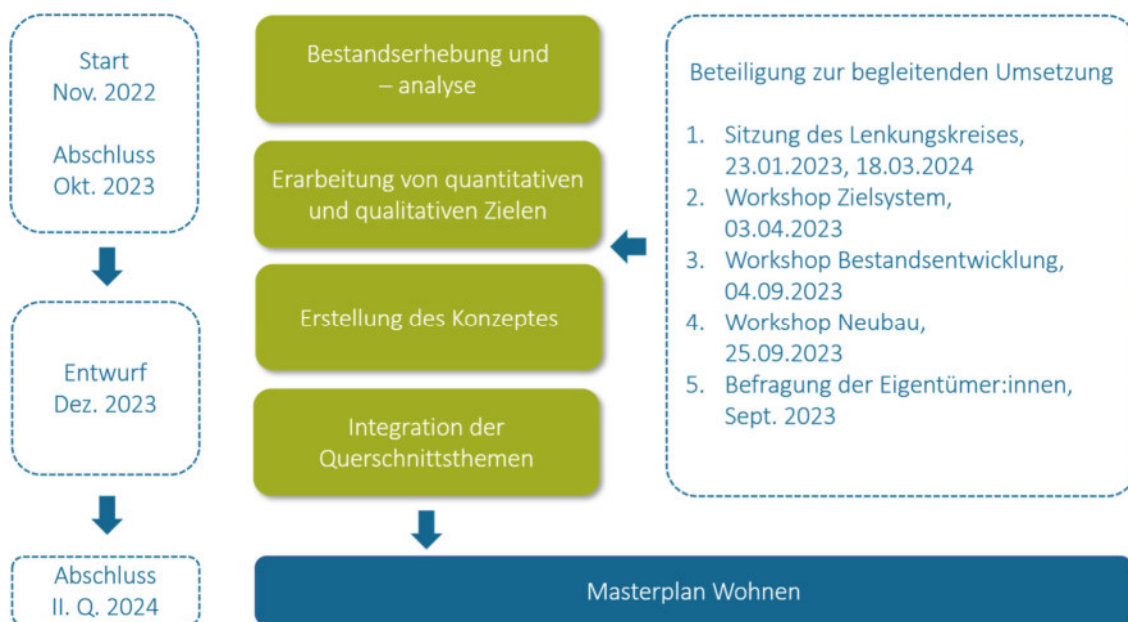 Start
Nov. 2022
Abschluss
Okt. 2023
Entwurf
Dez. 2023
Abschluss
II. Q. 2024
Bestandserhebung und
– analyse
Erarbeitung von quantitativen
und qualitativen Zielen
Erstellung des Konzeptes
Integration der
Querschnittsthemen
Beteiligung zur begleitenden Umsetzung
1. Sitzung des Lenkungskreises,
23.01.2023, 18.03.2024
2. Workshop Zielsystem,
03.04.2023
3. Workshop Bestandsentwicklung,
04.09.2023
4. Workshop Neubau,
25.09.2023
5. Befragung der Eigentümer:innen,
Sept. 2023
Masterplan Wohnen